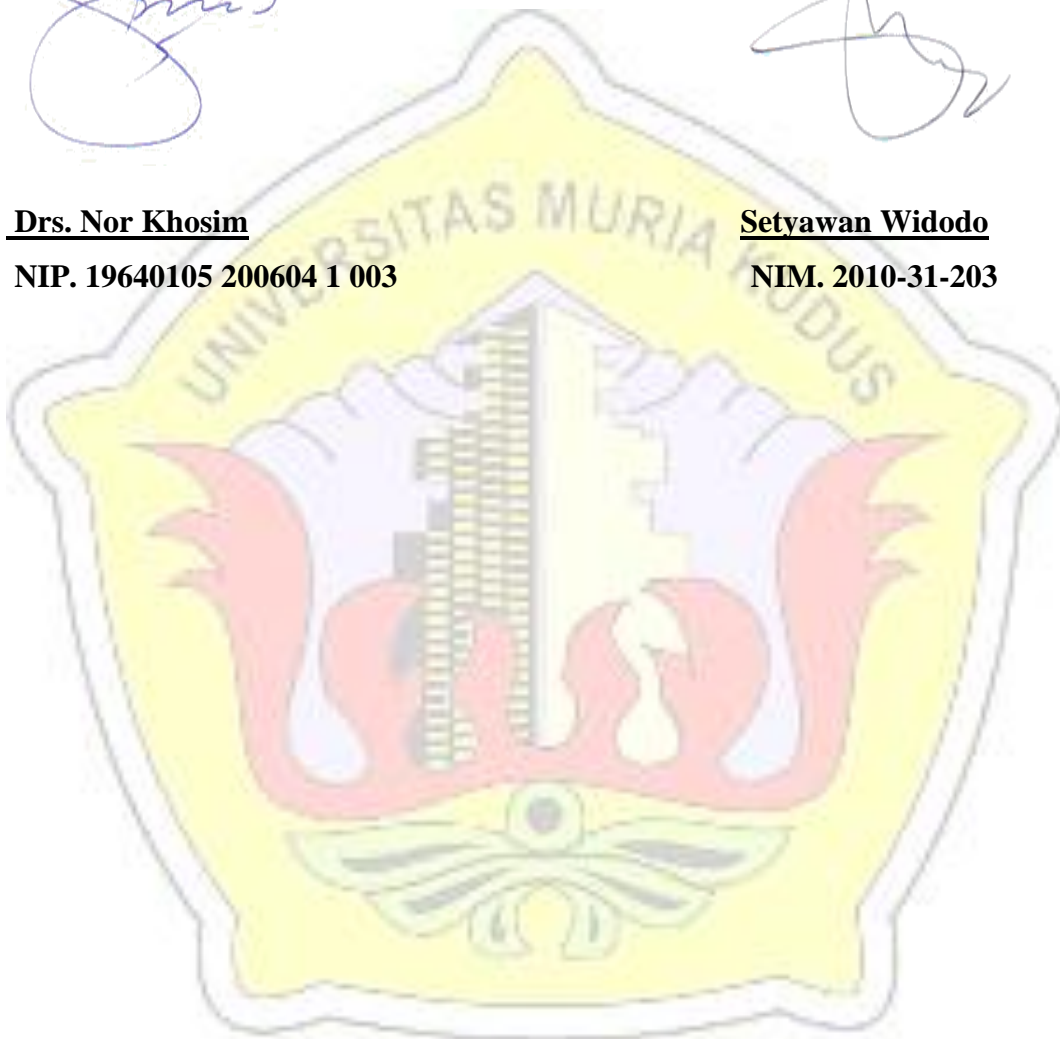 Drs. Nor Khosim
Setyawan Widodo
NIP. 19640105 200604 1 003
NIM. 2010-31-203
UNIVERSITAS MURIA KUDUS